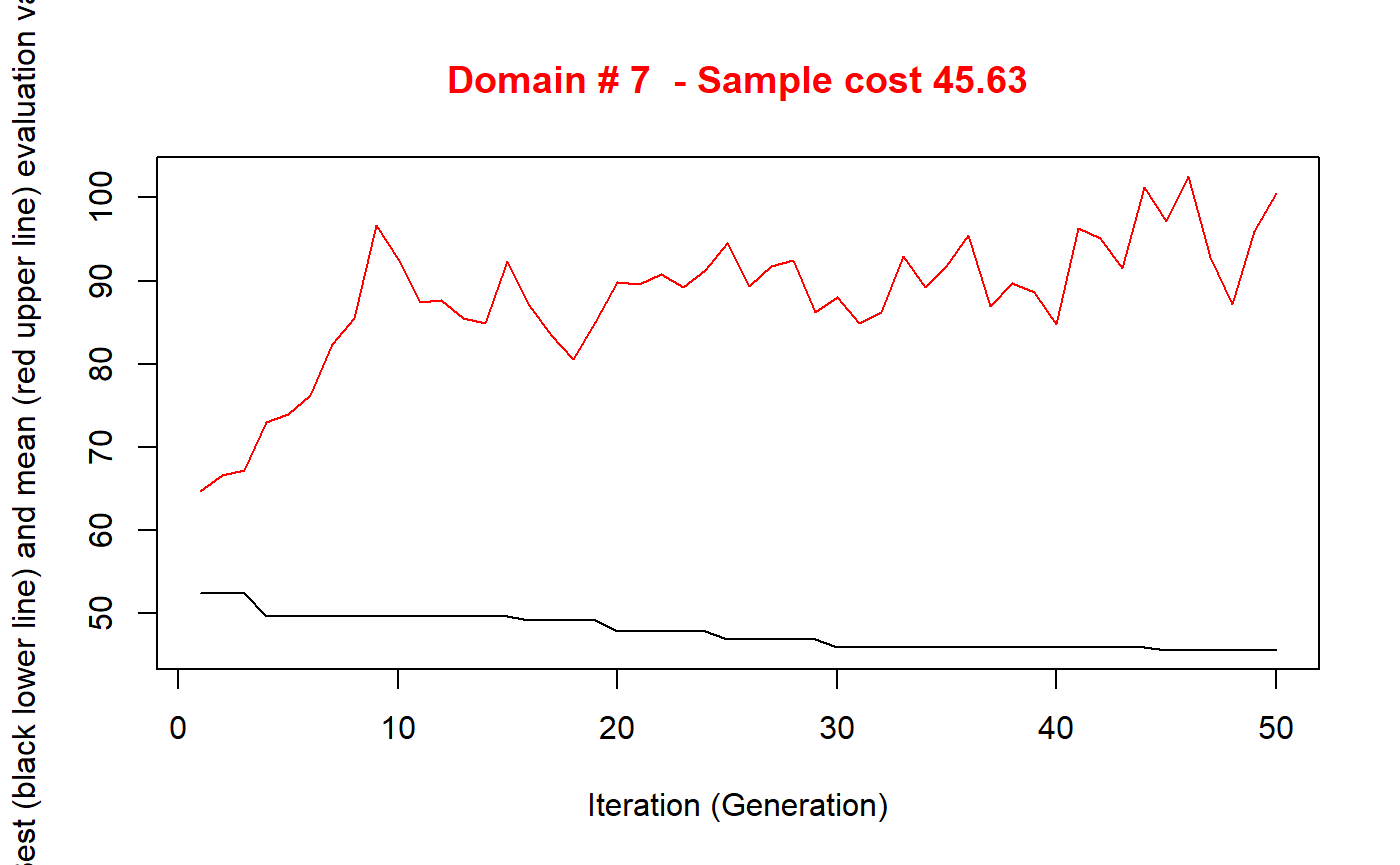 Domain # 7  - Sample cost 45.63
est (black lower line) and mean (red upper line) evaluation va
100
90
80
70
60
50
0 10 20 30 40 50
Iteration (Generation)